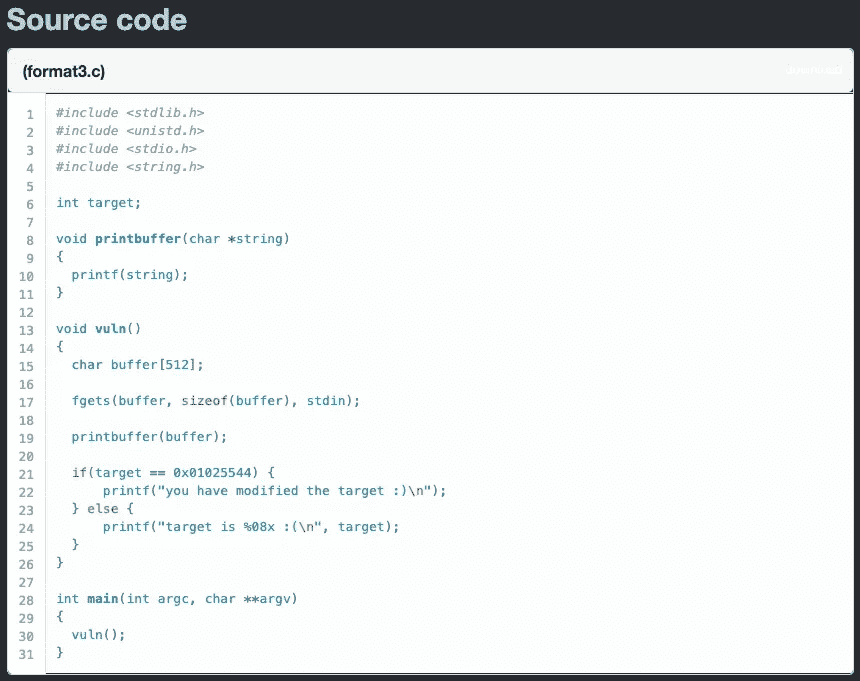 Source code
(format3.c)
1 #include <stdlib.h>
2 #include <unistd.h>
3 #include <stdio.h>
4 #include <string.h>
5
6 int target;
7
8 void printbuffer(char *string)
9 {
10   printf(string);
11 }
12
13 void vuln()
14 {
15   char buffer[512];
16
17   fgets(buffer, sizeof(buffer), stdin);
18
19   printbuffer(buffer);
20
21   if(target == 0x01025544) {
22       printf("you have modified the target :)\n");
23   } else {
24       printf("target is %08x :(\n", target);
25   }
26 }
27
28 int main(int argc, char **argv)
29 {
30   vuln();
31 }